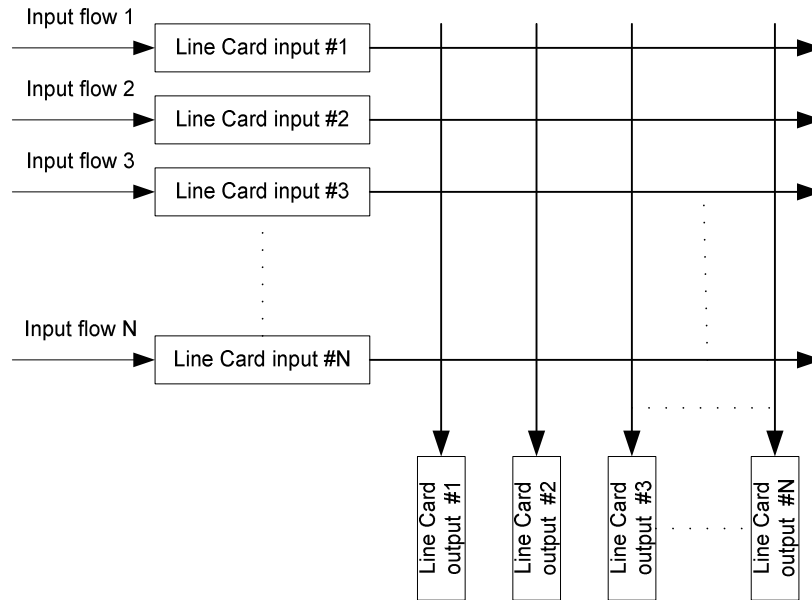 Input flow 1
Line Card input #1
Input flow 2
Line Card input #2
Input flow 3
Line Card input #3
Input flow N
Line Card input #N
Line Card
output #1
Line Card
output #2
Line Card
output #3
Line Card
output #N